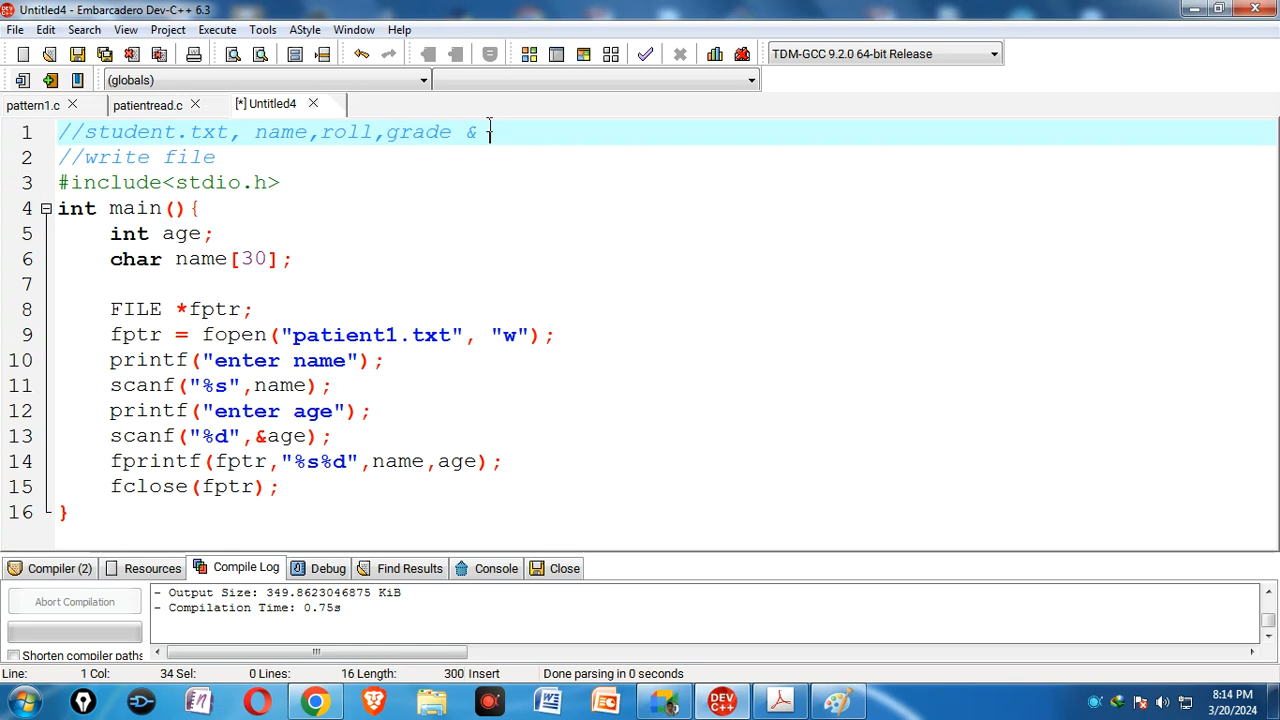 Untitled4 - Embarcadero Dev-C++ 6.3
File Edit Search View Project Execute Tools AStyle Window Help
TDM-GCC 9.2.0 64-bit Release
(globals)
pattern1.c patientread.c [*] Untitled4
1 //student.txt, name,roll,grade &
2 //write file
3 #include<stdio.h>
4 int main(){
5 int age;
6 char name[30];
7
8 FILE *fptr;
9 fptr = fopen("patient1.txt", "w");
10 printf("enter name");
11 scanf("%s",name);
12 printf("enter age");
13 scanf("%d",&age);
14 fprintf(fptr,"%s%d",name,age);
15 fclose(fptr);
16 }
Compiler (2) Resources Compile Log Debug Find Results Console Close
Abort Compilation
Shorten compiler paths
- Output Size: 349.8623046875 KiB
- Compilation Time: 0.75s
Line: 1 Col: 34 Sel: 0 Lines: 16 Length: 300 Insert Done parsing in 0 seconds
8:14 PM
3/20/2024